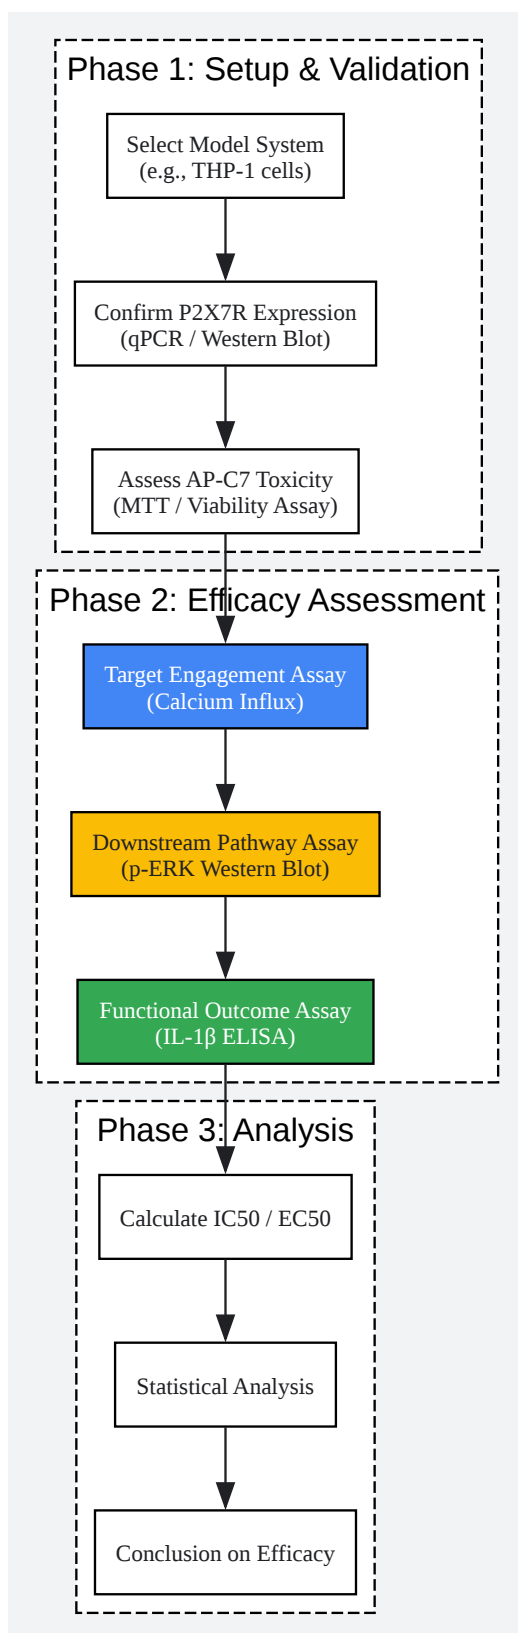 Phase 1: Setup & Validation
Select Model System
(e.g., THP-1 cells)
Confirm P2X7R Expression
(qPCR / Western Blot)
Assess AP-C7 Toxicity
(MTT / Viability Assay)
Phase 2: Efficacy Assessment
Target Engagement Assay
(Calcium Influx)
Downstream Pathway Assay
(p-ERK Western Blot)
Functional Outcome Assay
(IL-1β ELISA)
Phase 3: Analysis
Calculate IC50 / EC50
Statistical Analysis
Conclusion on Efficacy